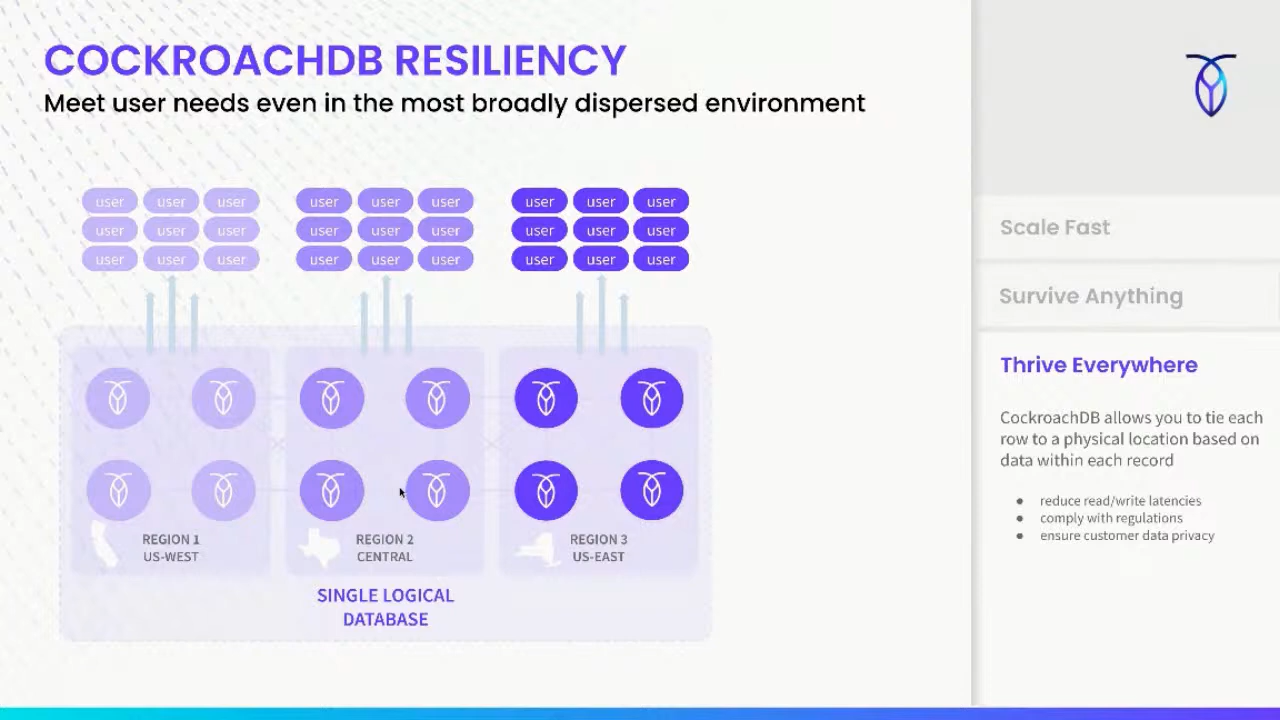 COCKROACHDB RESILIENCY
Meet user needs even in the most broadly dispersed environment
user user user user user user user user user
user user user user user user user user user
user user user user user user user user user
REGION 1
US-WEST
REGION 2
CENTRAL
REGION 3
US-EAST
SINGLE LOGICAL
DATABASE
Scale Fast
Survive Anything
Thrive Everywhere
CockroachDB allows you to tie each
row to a physical location based on
data within each record
● reduce read/write latencies
● comply with regulations
● ensure customer data privacy